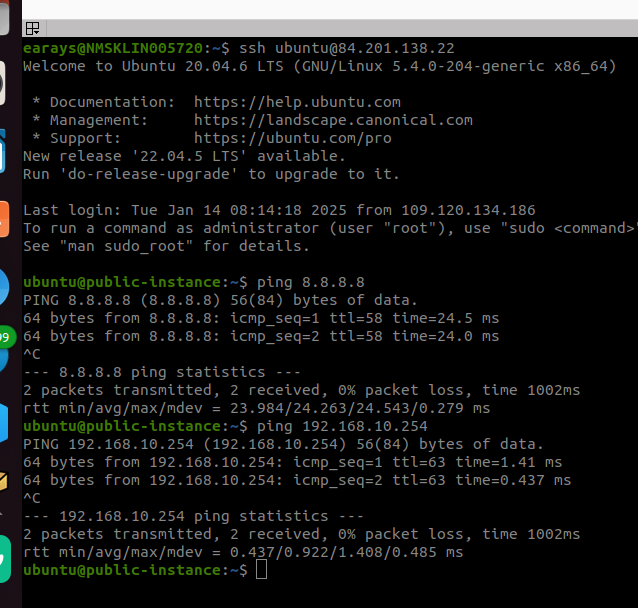 earays@NMSKLIN005720:~$ ssh ubuntu@84.201.138.22
Welcome to Ubuntu 20.04.6 LTS (GNU/Linux 5.4.0-204-generic x86_64)
* Documentation:  https://help.ubuntu.com
* Management:     https://landscape.canonical.com
* Support:        https://ubuntu.com/pro
New release '22.04.5 LTS' available.
Run 'do-release-upgrade' to upgrade to it.
Last login: Tue Jan 14 08:14:18 2025 from 109.120.134.186
To run a command as administrator (user "root"), use "sudo <command>"
See "man sudo_root" for details.
ubuntu@public-instance:~$ ping 8.8.8.8
PING 8.8.8.8 (8.8.8.8) 56(84) bytes of data.
64 bytes from 8.8.8.8: icmp_seq=1 ttl=58 time=24.5 ms
64 bytes from 8.8.8.8: icmp_seq=2 ttl=58 time=24.0 ms
^C
--- 8.8.8.8 ping statistics ---
2 packets transmitted, 2 received, 0% packet loss, time 1002ms
rtt min/avg/max/mdev = 23.984/24.263/24.543/0.279 ms
ubuntu@public-instance:~$ ping 192.168.10.254
PING 192.168.10.254 (192.168.10.254) 56(84) bytes of data.
64 bytes from 192.168.10.254: icmp_seq=1 ttl=63 time=1.41 ms
64 bytes from 192.168.10.254: icmp_seq=2 ttl=63 time=0.437 ms
^C
--- 192.168.10.254 ping statistics ---
2 packets transmitted, 2 received, 0% packet loss, time 1002ms
rtt min/avg/max/mdev = 0.437/0.922/1.408/0.485 ms
ubuntu@public-instance:~$